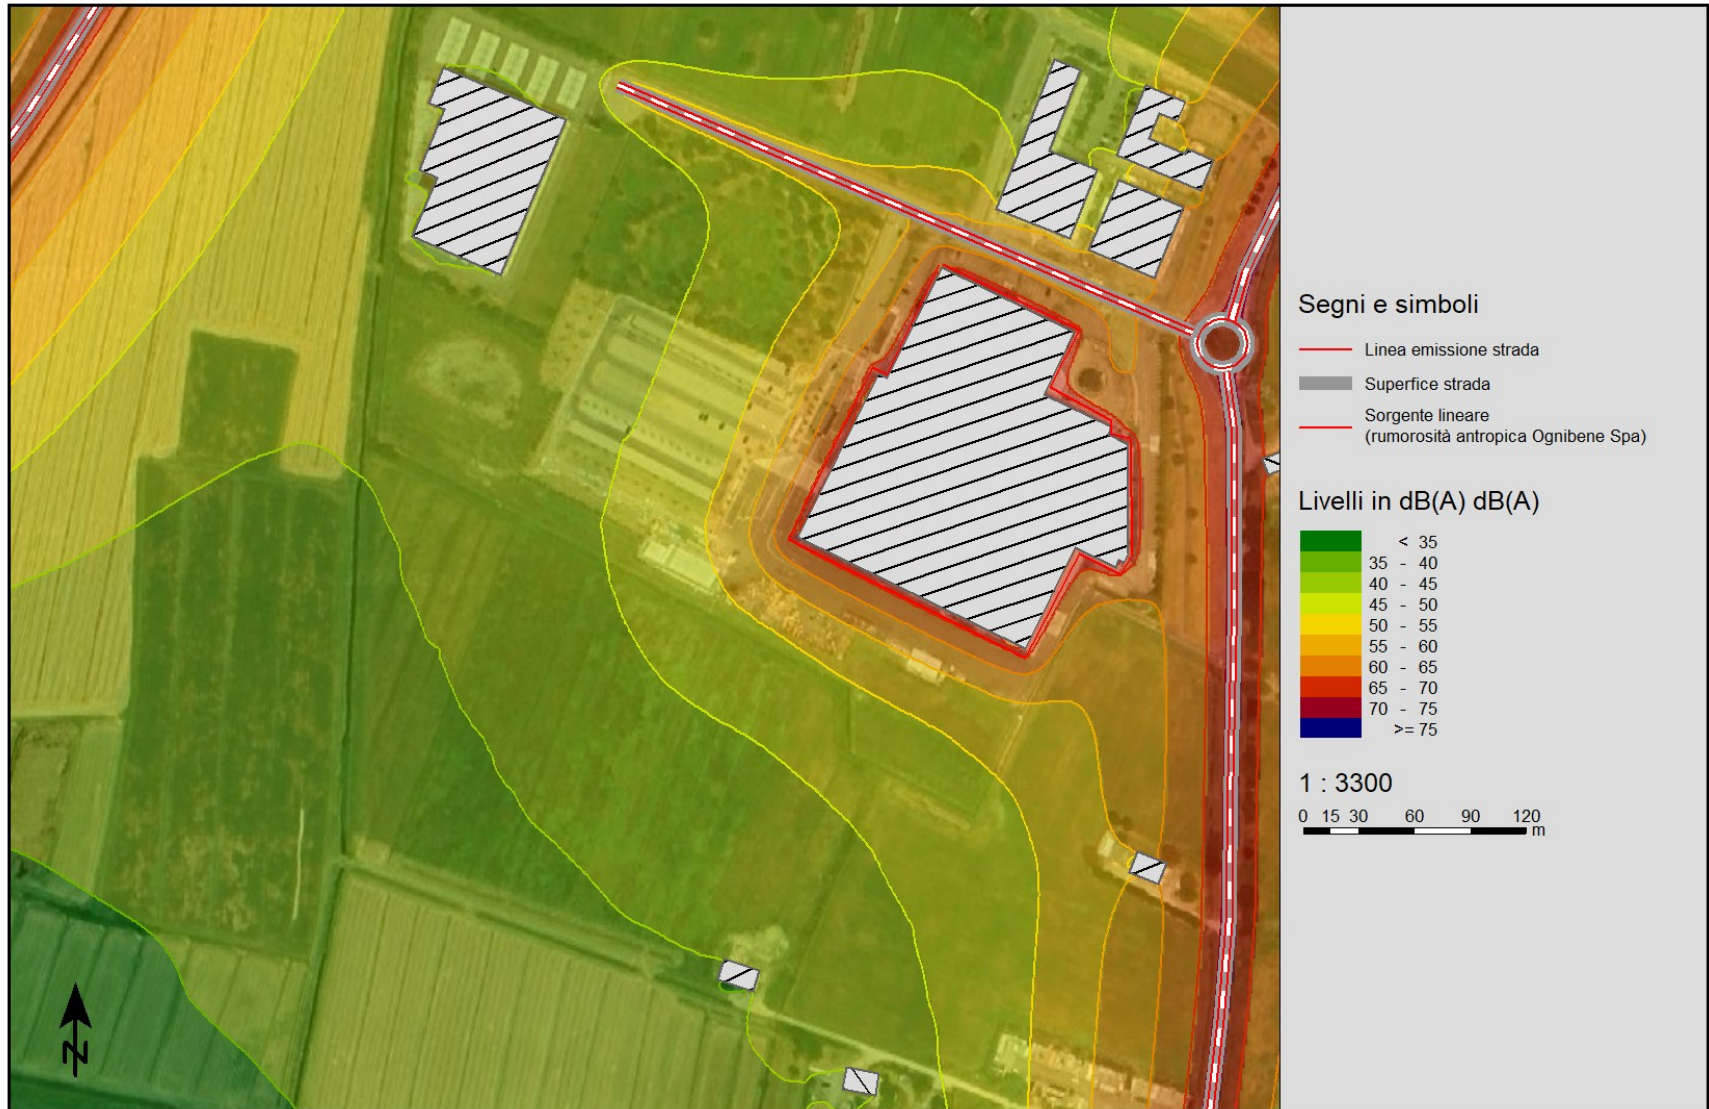 Segni e simboli
Linea emissione strada
Superfice strada
Sorgente lineare
(rumorosità antropica Ognibene Spa)
Livelli in dB(A) dB(A)
< 35
35 - 40
40 - 45
45 - 50
50 - 55
55 - 60
60 - 65
65 - 70
70 - 75
>= 75
1 : 3300
0 15 30 60 90 120
m
N